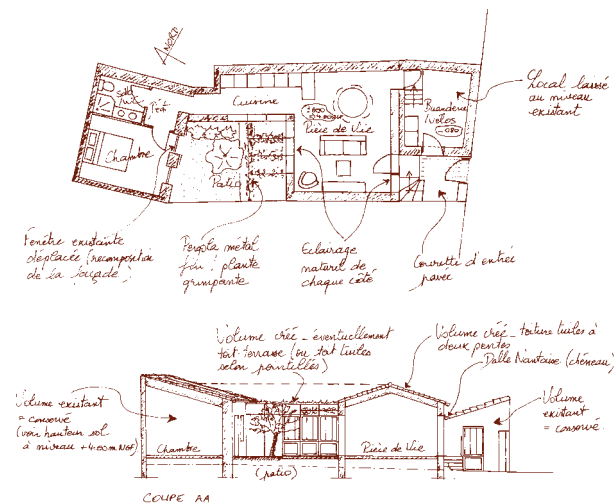 NORD
Cuisine
Pièce de Vie
Buanderie
Vélos
Chambre
Patio
Local laissé
au niveau
existant
Fenêtre existante
déplacée (recomposition
de la façade)
Pergola métal
fin + plante
grimpante
Eclairage
naturel de
chaque côté
Courette d'entrée
pavée
Volume créé - éventuellement
toit-terrasse (ou toit tuiles
selon pointillés)
Volume créé - toiture tuiles à
deux pentes
Dalle Nantaise (chéneau)
Volume existant
= conservé
(voir hauteur sol
à niveau +4.60m NGF)
Volume
existant
= conservé.
Chambre
Pièce de Vie
(patio)
COUPE AA